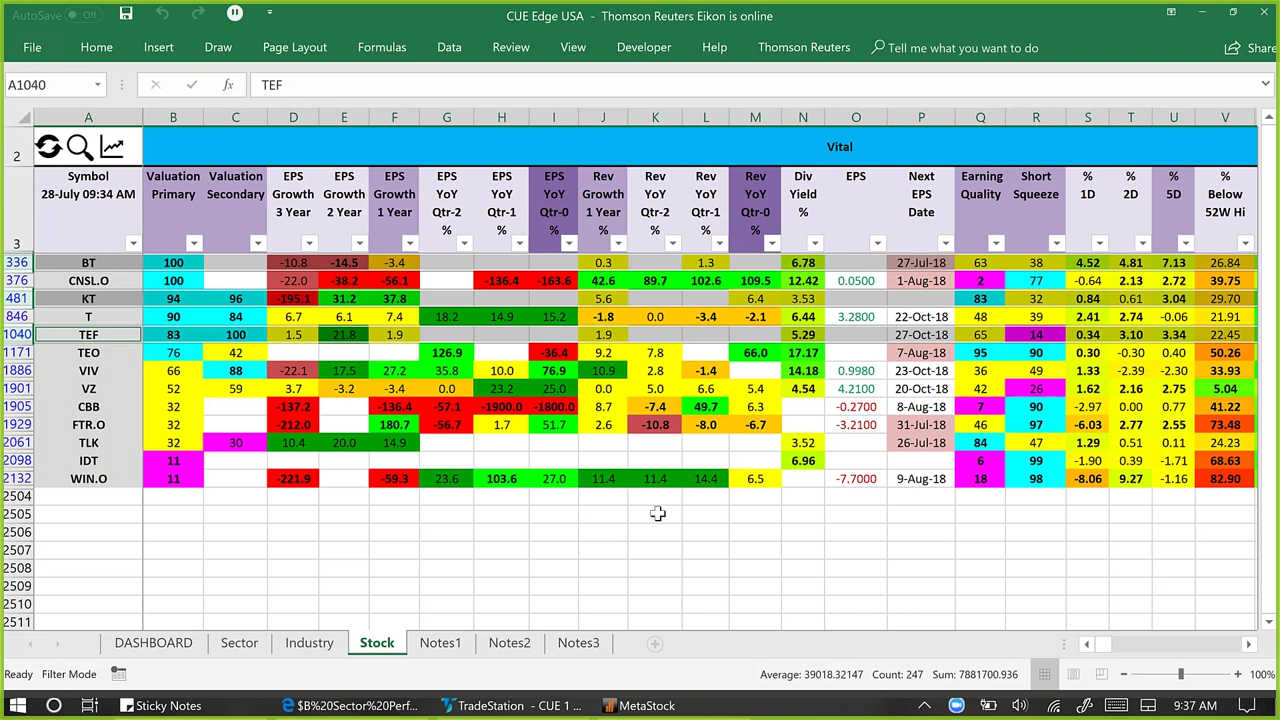 AutoSave Off CUE Edge USA - Thomson Reuters Eikon is online
File Home Insert Draw Page Layout Formulas Data Review View Developer Help Thomson Reuters Tell me what you want to do Share
A1040 fx TEF
A B C D E F G H I J K L M N O P Q R S T U V
2 Vital
3 Symbol 28-July 09:34 AM Valuation Primary Valuation Secondary EPS Growth 3 Year EPS Growth 2 Year EPS Growth 1 Year EPS YoY Qtr-2 % EPS YoY Qtr-1 % EPS YoY Qtr-0 % Rev Growth 1 Year Rev YoY Qtr-2 % Rev YoY Qtr-1 % Rev YoY Qtr-0 % Div Yield % EPS Next EPS Date Earning Quality Short Squeeze % 1D % 2D % 5D % Below 52W Hi
336 BT 100 -10.8 -14.5 -3.4 0.3 1.3 6.78 27-Jul-18 63 38 4.52 4.81 7.13 26.84
376 CNSL.O 100 -22.0 -38.2 -56.1 -136.4 -163.6 42.6 89.7 102.6 109.5 12.42 0.0500 1-Aug-18 2 77 -0.64 2.13 2.72 39.75
481 KT 94 96 -195.1 31.2 37.8 5.6 6.4 3.53 83 32 0.84 0.61 3.04 29.70
846 T 90 84 6.7 6.1 7.4 18.2 14.9 15.2 -1.8 0.0 -3.4 -2.1 6.44 3.2800 22-Oct-18 48 39 2.41 2.74 -0.06 21.91
1040 TEF 83 100 1.5 21.8 1.9 1.9 5.29 27-Oct-18 65 14 0.34 3.10 3.34 22.45
1171 TEO 76 42 126.9 -36.4 9.2 7.8 66.0 17.17 7-Aug-18 95 90 0.30 -0.30 0.40 50.26
1886 VIV 66 88 -22.1 17.5 27.2 35.8 10.0 76.9 10.9 2.8 -1.4 14.18 0.9980 23-Oct-18 36 49 1.33 -2.39 -2.30 33.93
1901 VZ 52 59 3.7 -3.2 -3.4 0.0 23.2 25.0 0.0 5.0 6.6 5.4 4.54 4.2100 20-Oct-18 42 26 1.62 2.16 2.75 5.04
1905 CBB 32 -137.2 -136.4 -57.1 -1900.0 -1800.0 8.7 -7.4 49.7 6.3 -0.2700 8-Aug-18 7 90 -2.97 0.00 0.77 41.22
1929 FTR.O 32 -212.0 180.7 -56.7 1.7 51.7 2.6 -10.8 -8.0 -6.7 -3.2100 31-Jul-18 46 97 -6.03 2.77 2.55 73.48
2061 TLK 32 30 10.4 20.0 14.9 3.52 26-Jul-18 84 47 1.29 0.51 0.11 24.23
2098 IDT 11 6.96 6 99 -1.90 0.39 -1.71 68.63
2132 WIN.O 11 -221.9 -59.3 23.6 103.6 27.0 11.4 11.4 14.4 6.5 -7.7000 9-Aug-18 18 98 -8.06 9.27 -1.16 82.90
2504
2505
2506
2507
2508
2509
2510
2511
DASHBOARD Sector Industry Stock Notes1 Notes2 Notes3
Ready Filter Mode Average: 39018.32147 Count: 247 Sum: 7881700.936 100%
Sticky Notes $B%20Sector%20Perf... TradeStation - CUE 1 ... MetaStock 9:37 AM